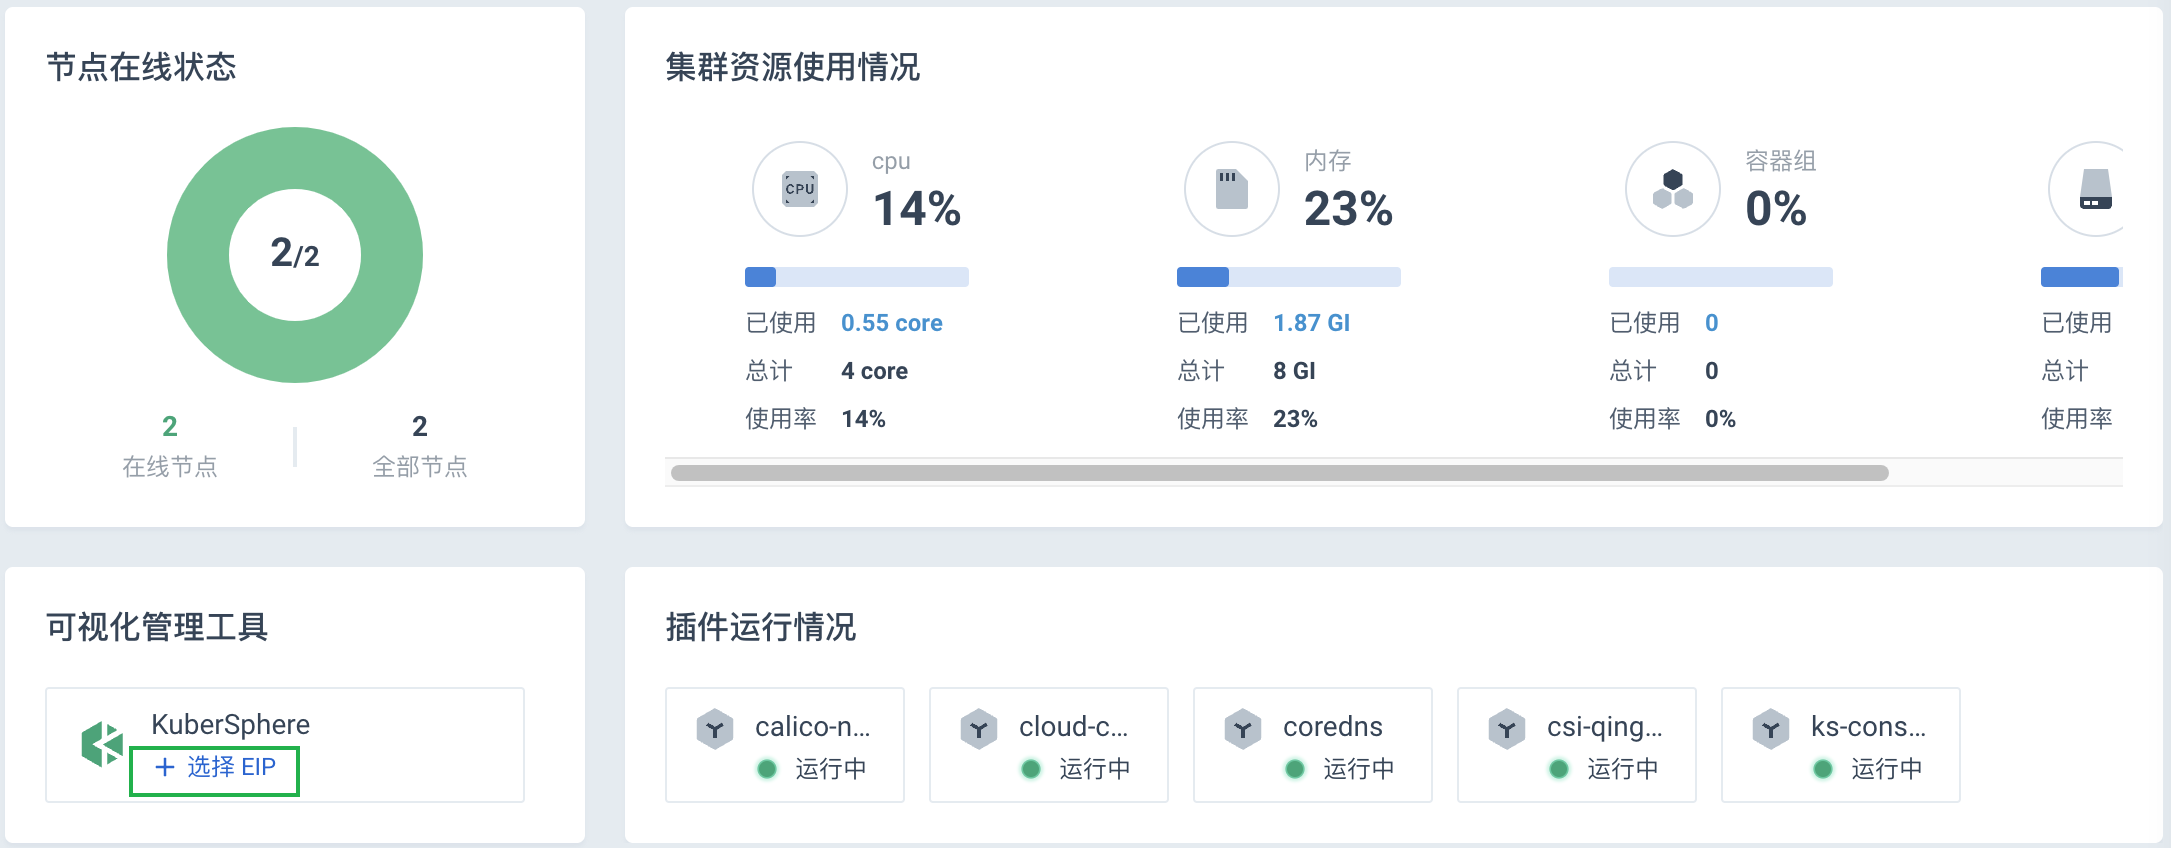 节点在线状态
2/2
2
在线节点
2
全部节点
集群资源使用情况
CPU
cpu
14%
已使用 0.55 core
总计 4 core
使用率 14%
内存
23%
已使用 1.87 GI
总计 8 GI
使用率 23%
容器组
0%
已使用 0
总计 0
使用率 0%
已使用
总计
使用率
可视化管理工具
KuberSphere
+ 选择 EIP
插件运行情况
calico-n...
运行中
cloud-c...
运行中
coredns
运行中
csi-qing...
运行中
ks-cons...
运行中